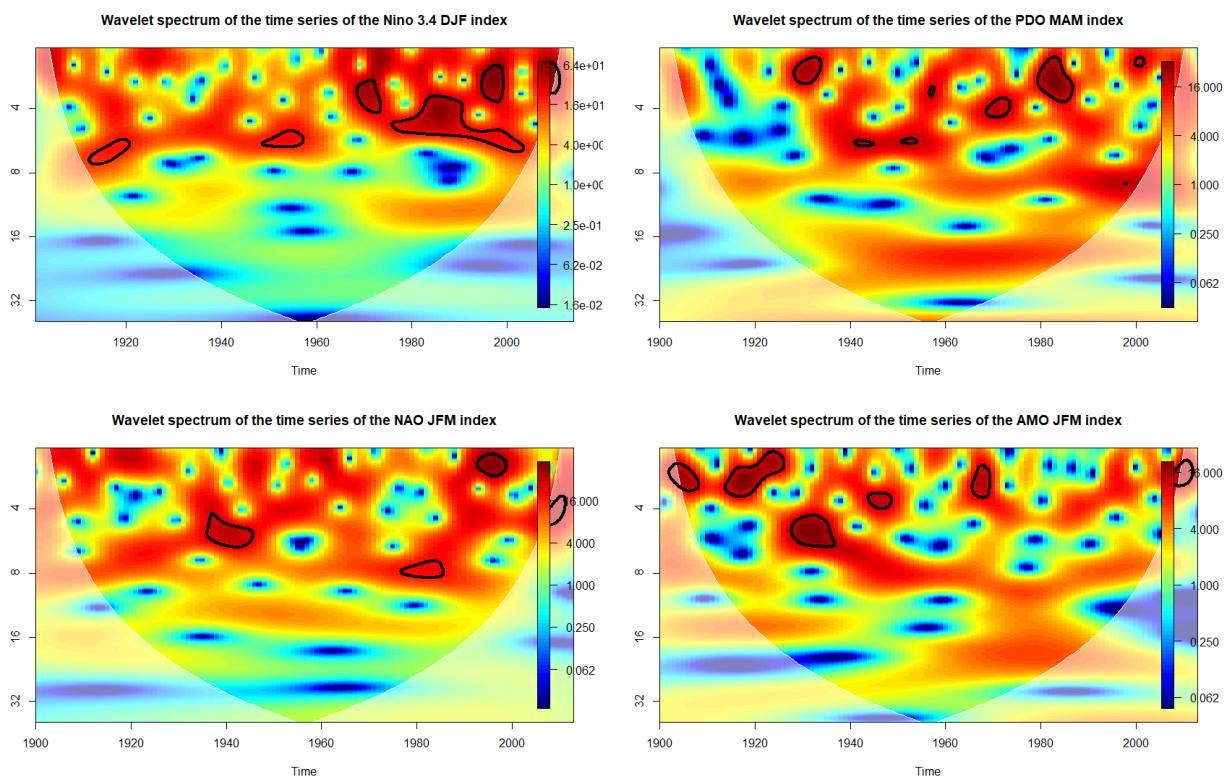 Wavelet spectrum of the time series of the Nino 3.4 DJF index
6.4e+01
1.6e+01
4.0e+00
1.0e+00
2.5e-01
6.2e-02
1.6e-02
4
8
16
32
1920 1940 1960 1980 2000
Time
Wavelet spectrum of the time series of the PDO MAM index
16.000
4.000
1.000
0.250
0.062
4
8
16
32
1900 1920 1940 1960 1980 2000
Time
Wavelet spectrum of the time series of the NAO JFM index
0.250
0.062
4
8
16
32
1900 1920 1940 1960 1980 2000
Time
Wavelet spectrum of the time series of the AMO JFM index
16.000
4.000
1.000
0.250
0.062
4
8
16
32
1900 1920 1940 1960 1980 2000
Time